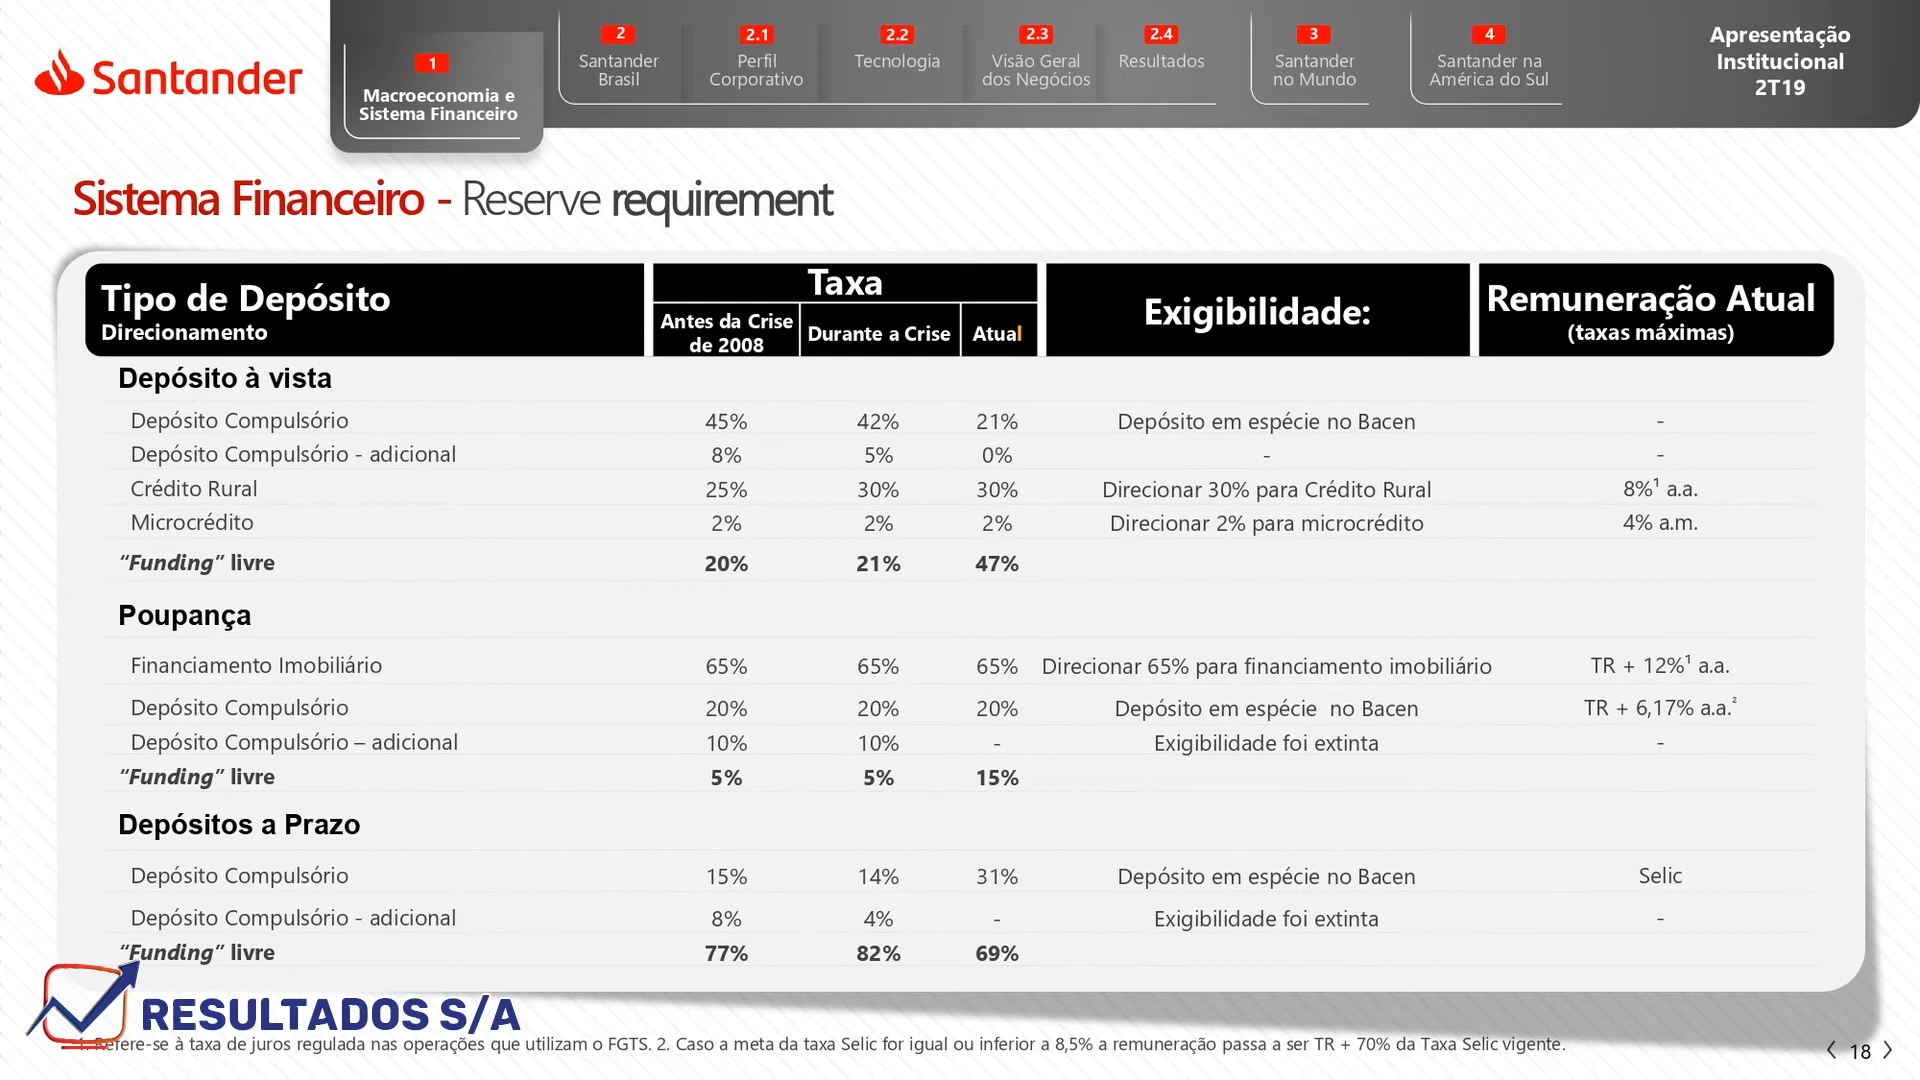 Santander
1
Macroeconomia e
Sistema Financeiro
2
Santander
Brasil
2.1
Perfil
Corporativo
2.2
Tecnologia
2.3
Visão Geral
dos Negócios
2.4
Resultados
3
Santander
no Mundo
4
Santander na
América do Sul
Apresentação
Institucional
2T19
Sistema Financeiro - Reserve requirement
Tipo de Depósito
Direcionamento
Taxa
Antes da Crise
de 2008
Durante a Crise
Atual
Exigibilidade:
Remuneração Atual
(taxas máximas)
Depósito à vista
Depósito Compulsório 45% 42% 21% Depósito em espécie no Bacen -
Depósito Compulsório - adicional 8% 5% 0% - -
Crédito Rural 25% 30% 30% Direcionar 30% para Crédito Rural 8%¹ a.a.
Microcrédito 2% 2% 2% Direcionar 2% para microcrédito 4% a.m.
“Funding” livre 20% 21% 47%
Poupança
Financiamento Imobiliário 65% 65% 65% Direcionar 65% para financiamento imobiliário TR + 12%¹ a.a.
Depósito Compulsório 20% 20% 20% Depósito em espécie no Bacen TR + 6,17% a.a.²
Depósito Compulsório – adicional 10% 10% - Exigibilidade foi extinta -
“Funding” livre 5% 5% 15%
Depósitos a Prazo
Depósito Compulsório 15% 14% 31% Depósito em espécie no Bacen Selic
Depósito Compulsório - adicional 8% 4% - Exigibilidade foi extinta -
“Funding” livre 77% 82% 69%
RESULTADOS S/A
1. Refere-se à taxa de juros regulada nas operações que utilizam o FGTS. 2. Caso a meta da taxa Selic for igual ou inferior a 8,5% a remuneração passa a ser TR + 70% da Taxa Selic vigente.
18